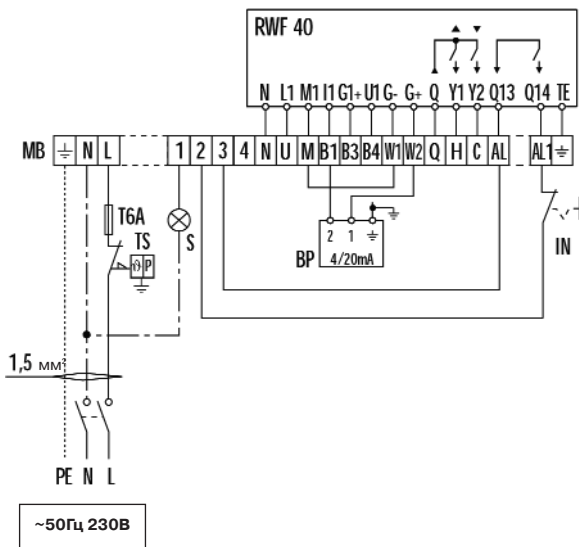 RWF 40
N L1 M1 I1 G1+ U1 G- G+ Q Y1 Y2 Q13 Q14 TE
MB N L 1 2 3 4 N U M B1 B3 B4 W1 W2 Q H C AL AL1
T6A
TS
S
IN
ϑ P
2 1
BP 4/20mA
1,5 мм²
PE N L
~50Гц 230В